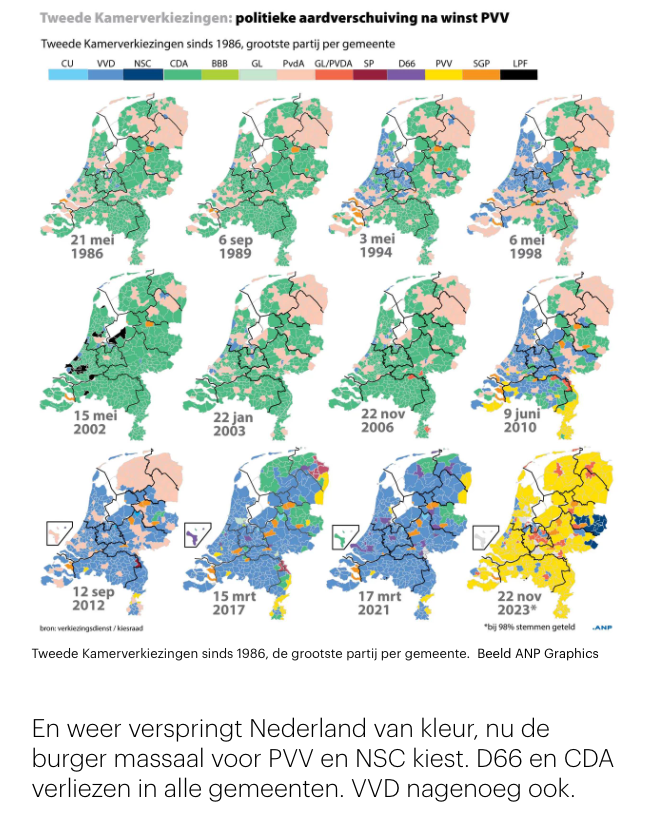 Tweede Kamerverkiezingen: politieke aardverschuiving na winst PVV
Tweede Kamerverkiezingen sinds 1986, grootste partij per gemeente
CU VVD NSC CDA BBB GL PvdA GL/PVDA SP D66 PVV SGP LPF
21 mei
1986
6 sep
1989
3 mei
1994
6 mei
1998
15 mei
2002
22 jan
2003
22 nov
2006
9 juni
2010
12 sep
2012
15 mrt
2017
17 mrt
2021
22 nov
2023*
bron: verkiezingsdienst / kiesraad
*bij 98% stemmen geteld
ANP
Tweede Kamerverkiezingen sinds 1986, de grootste partij per gemeente. Beeld ANP Graphics
En weer verspringt Nederland van kleur, nu de
burger massaal voor PVV en NSC kiest. D66 en CDA
verliezen in alle gemeenten. VVD nagenoeg ook.